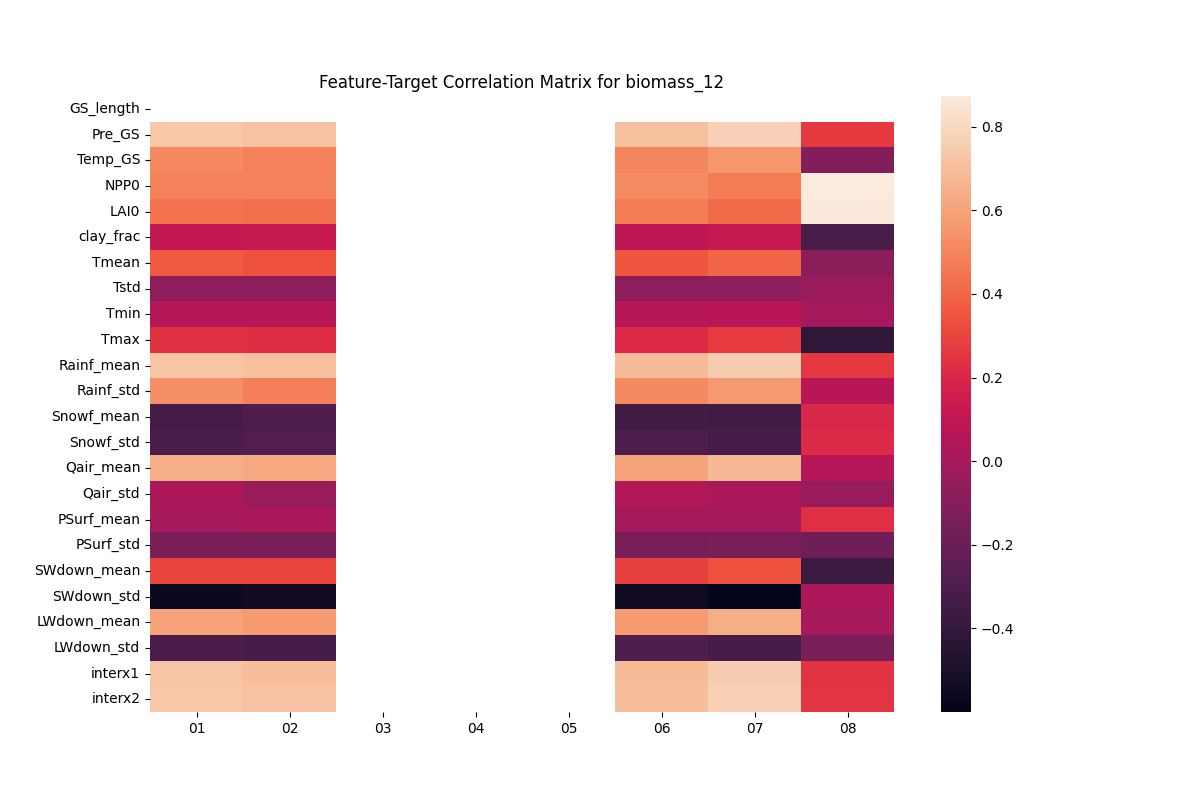 Feature-Target Correlation Matrix for biomass_12
GS_length
Pre_GS
Temp_GS
NPP0
LAI0
clay_frac
Tmean
Tstd
Tmin
Tmax
Rainf_mean
Rainf_std
Snowf_mean
Snowf_std
Qair_mean
Qair_std
PSurf_mean
PSurf_std
SWdown_mean
SWdown_std
LWdown_mean
LWdown_std
interx1
interx2
01 02 03 04 05 06 07 08
0.8
0.6
0.4
0.2
0.0
−0.2
−0.4